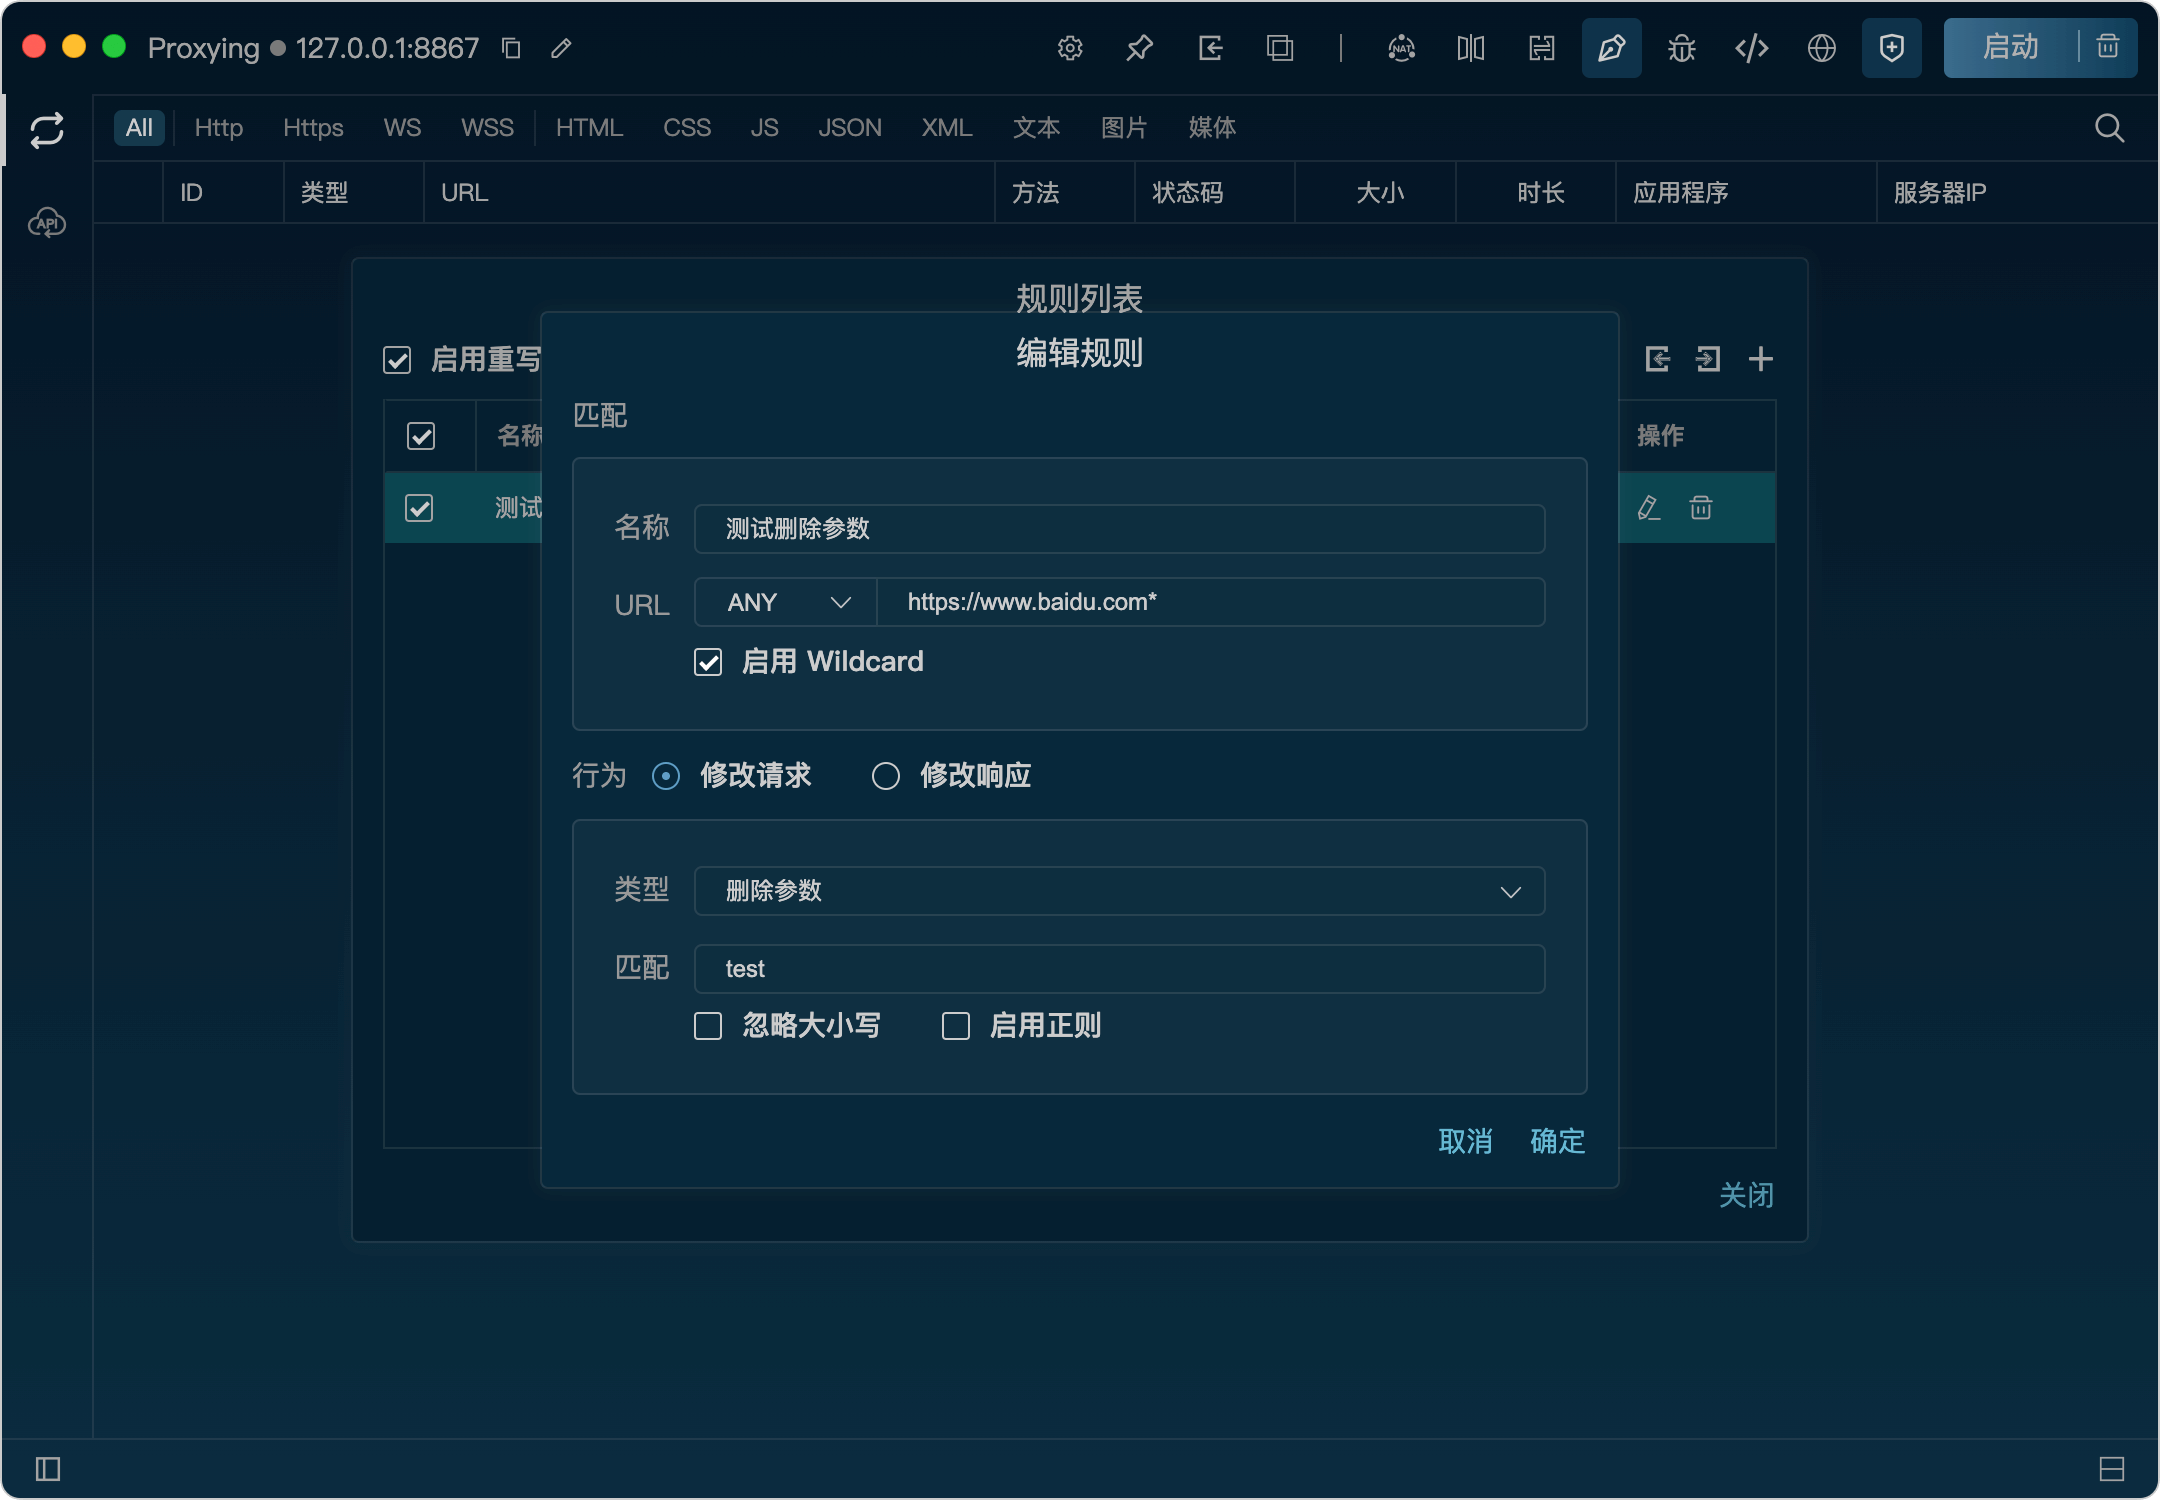 Proxying 127.0.0.1:8867 NAT 启动
All Http Https WS WSS HTML CSS JS JSON XML 文本 图片 媒体
ID 类型 URL 方法 状态码 大小 时长 应用程序 服务器IP
API
规则列表
编辑规则
启用重写
匹配
名称 操作
测试
名称 测试删除参数
URL ANY https://www.baidu.com*
启用 Wildcard
行为 修改请求 修改响应
类型 删除参数
匹配 test
忽略大小写 启用正则
取消 确定
关闭